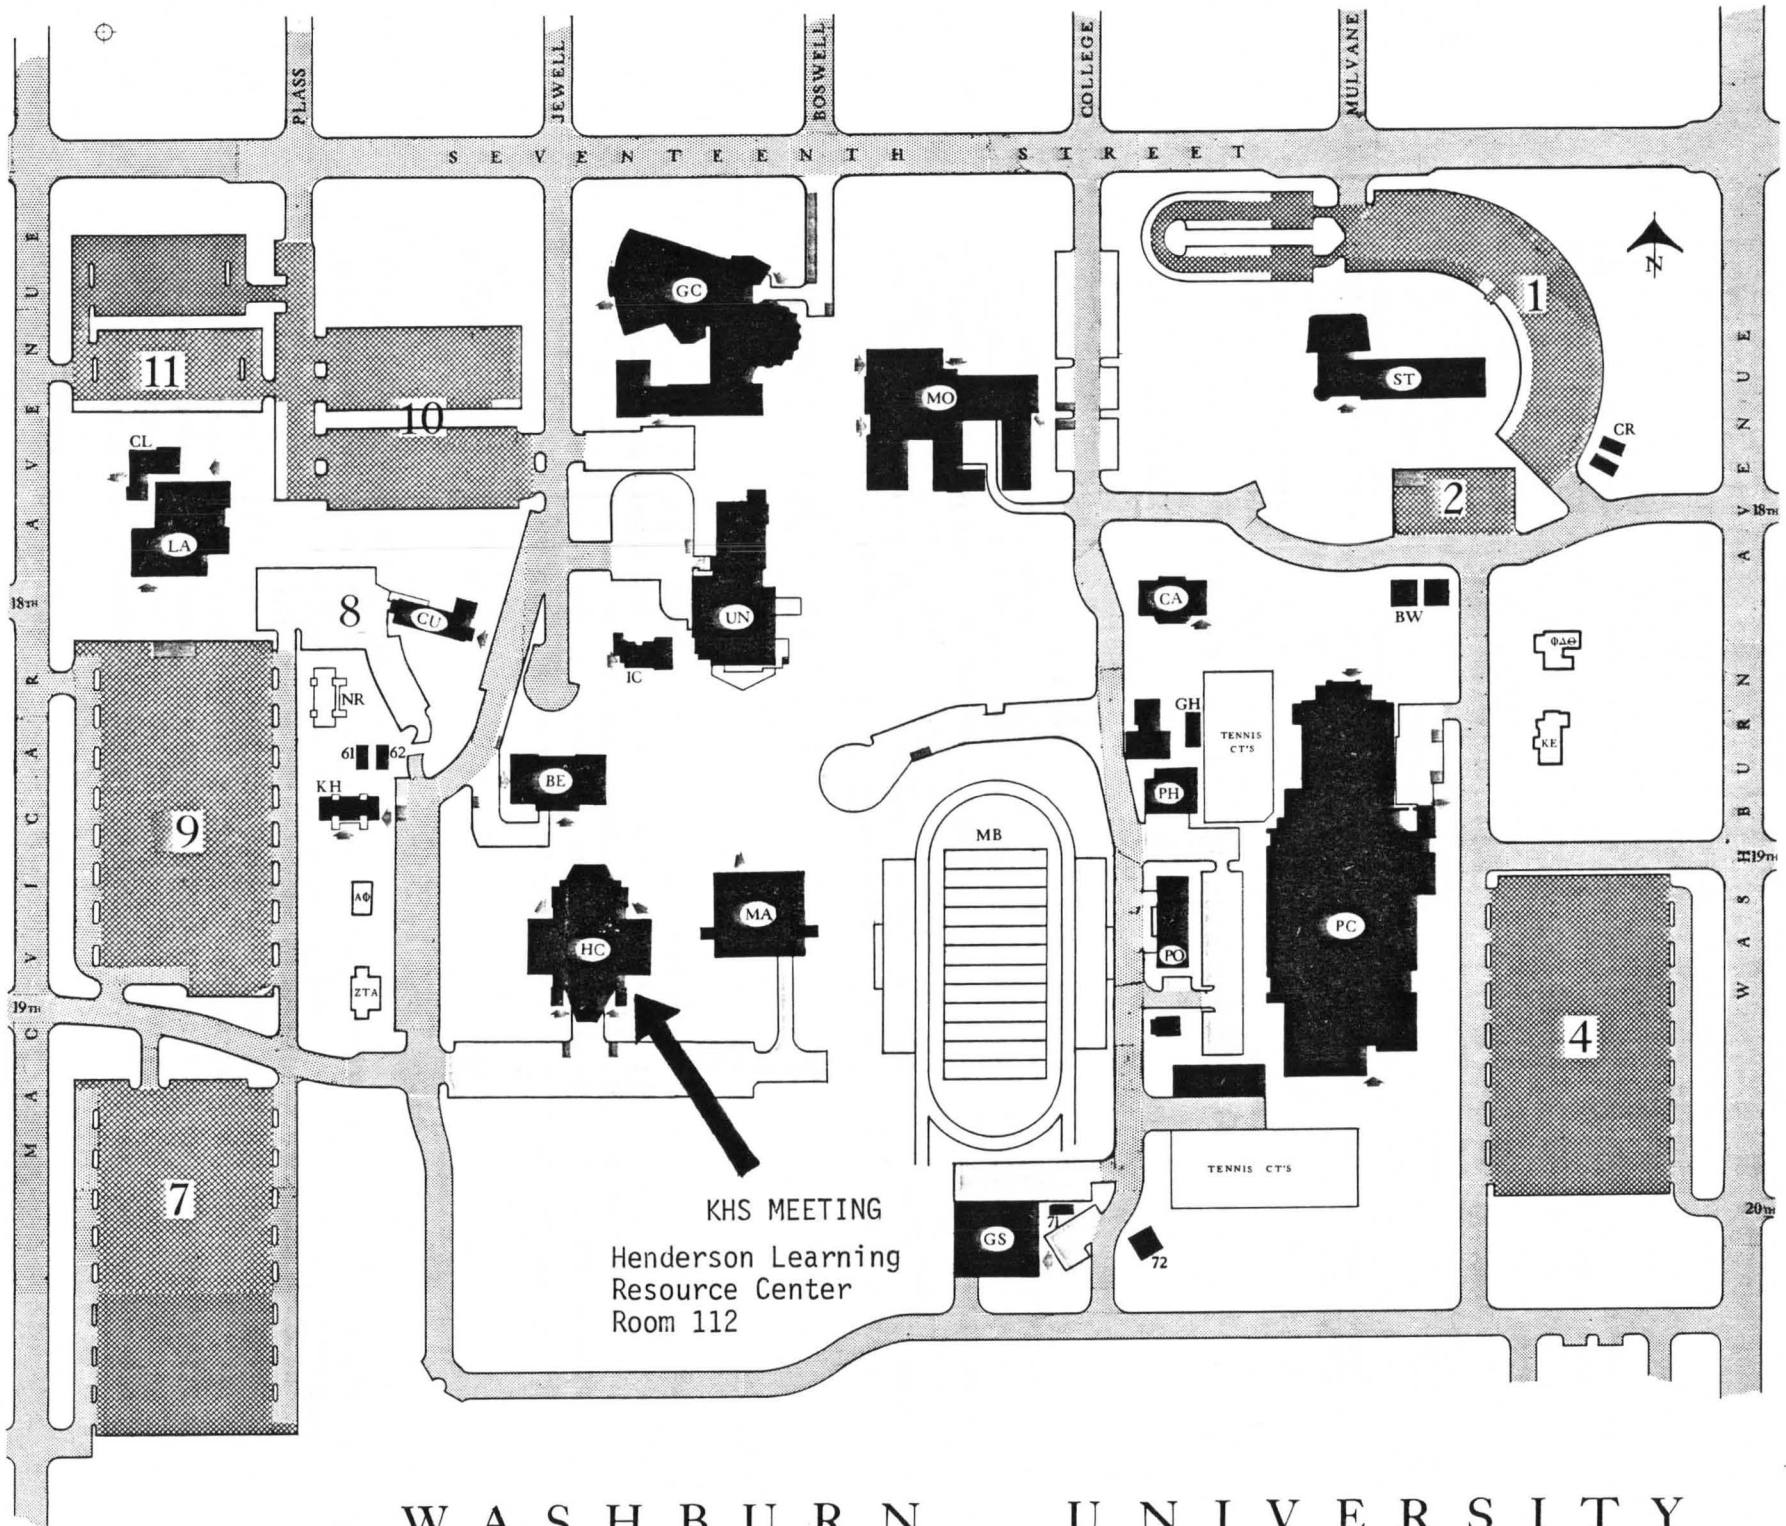 PLASS
JEWELL
BOSWELL
COLLEGE
MULVANE
SEVENTEENTH STREET
MACVICAR AVENUE
WASHBURN AVENUE
N
GC
1
11
10
MO
ST
CR
CL
2
18TH
LA
18TH
8
CU
UN
CA
BW
ΦΔΘ
IC
NR
GH
TENNIS
CT'S
KE
61
62
BE
PH
KH
9
MB
19TH
ΑΦ
MA
HC
PC
PO
ZTA
19TH
4
TENNIS CT'S
7
KHS MEETING
20TH
GS
71
72
Henderson Learning
Resource Center
Room 112
WASHBURN UNIVERSITY